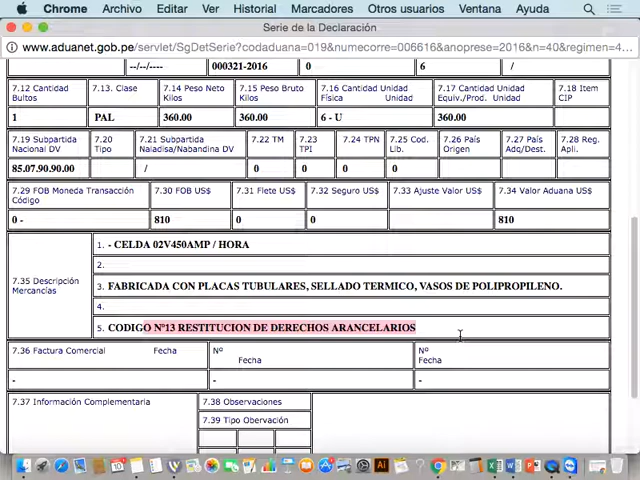 Chrome Archivo Editar Ver Historial Marcadores Otros usuarios Ventana Ayuda
Serie de la Declaración
www.aduanet.gob.pe/servlet/SgDetSerie?codaduana=019&numecorre=006616&anoprese=2016&n=40&regimen=4...
--/--/---- 000321-2016 0 6 /
7.12 Cantidad Bultos 7.13. Clase 7.14 Peso Neto Kilos 7.15 Peso Bruto Kilos 7.16 Cantidad Unidad Física Unidad 7.17 Cantidad Unidad Equiv./Prod. Unidad 7.18 Item CIP
1 PAL 360.00 360.00 6 - U 360.00
7.19 Subpartida Nacional DV 7.20 Tipo 7.21 Subpartida Naladisa/Nabandina DV 7.22 TM 7.23 TPI 7.24 TPN 7.25 Cod. Lib. 7.26 País Origen 7.27 País Adq/Dest. 7.28 Reg. Apli.
85.07.90.90.00 / 0 0 0 0
7.29 FOB Moneda Transacción Código 7.30 FOB US$ 7.31 Flete US$ 7.32 Seguro US$ 7.33 Ajuste Valor US$ 7.34 Valor Aduana US$
0 - 810 0 0 810
7.35 Descripción Mercancías
1. - CELDA 02V450AMP / HORA
2.
3. FABRICADA CON PLACAS TUBULARES, SELLADO TERMICO, VASOS DE POLIPROPILENO.
4.
5. CODIGO Nº13 RESTITUCION DE DERECHOS ARANCELARIOS
7.36 Factura Comercial Fecha Nº Fecha Nº Fecha
- - -
7.37 Información Complementaria 7.38 Observaciones
7.39 Tipo Obervación